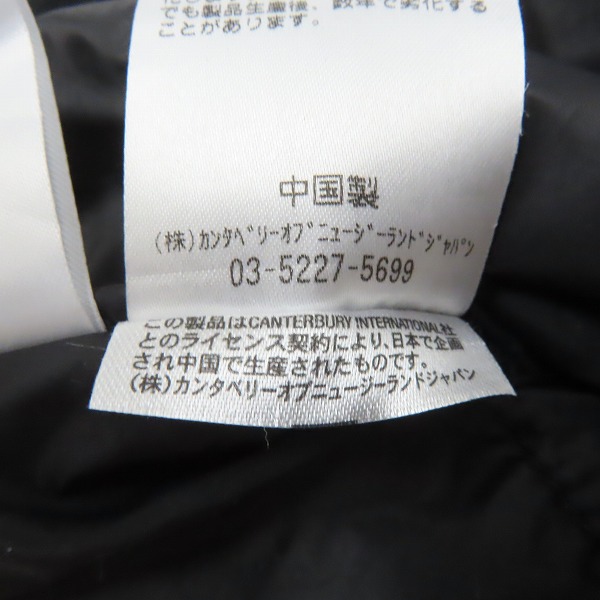 でも製品生産後、数年で劣化する
ことがあります。
中国製
(株)ｶﾝﾀﾍﾞﾘｰｵﾌﾞﾆｭｰｼﾞｰﾗﾝﾄﾞｼﾞｬﾊﾟﾝ
03-5227-5699
この製品はCANTERBURY INTERNATIONAL社
とのライセンス契約により、日本で企画
され中国で生産されたものです。
(株)カンタベリーオブニュージーランドジャパン